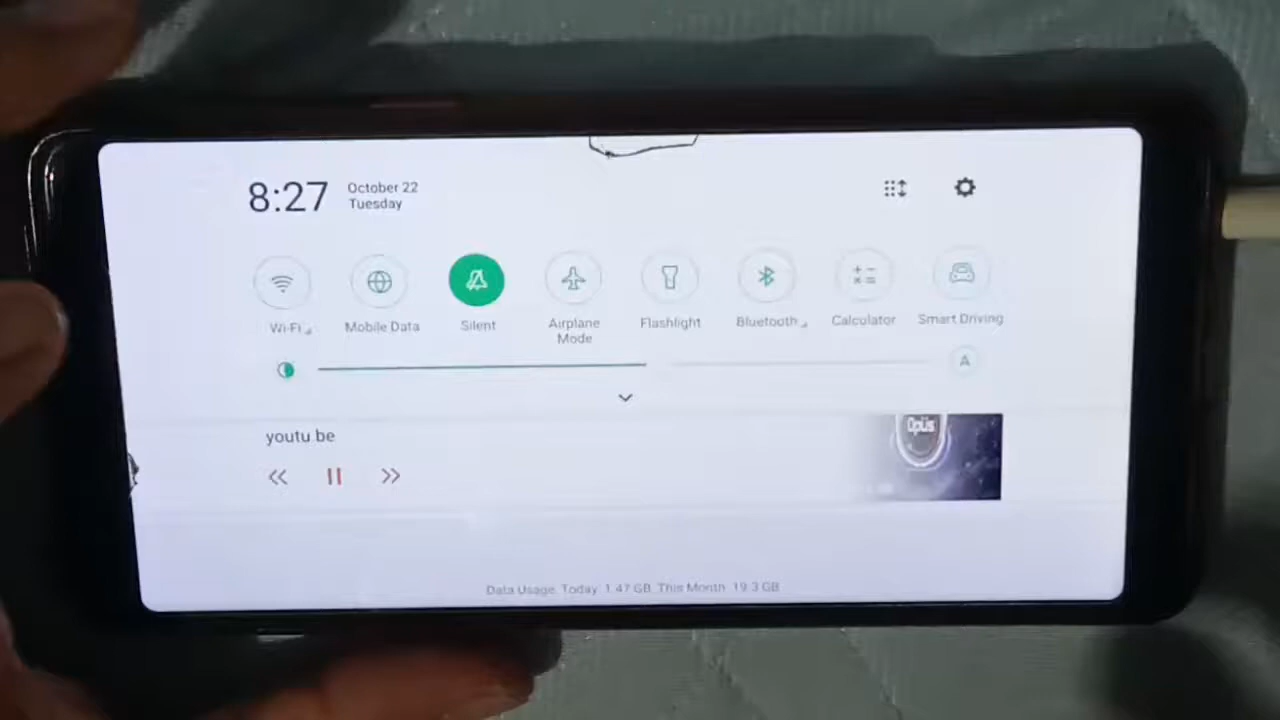 8:27
October 22
Tuesday
Wi-Fi
Mobile Data
Silent
Airplane
Mode
Flashlight
Bluetooth
Calculator
Smart Driving
A
youtu.be
Opus
Data Usage. Today: 1.47 GB. This Month: 19.3 GB